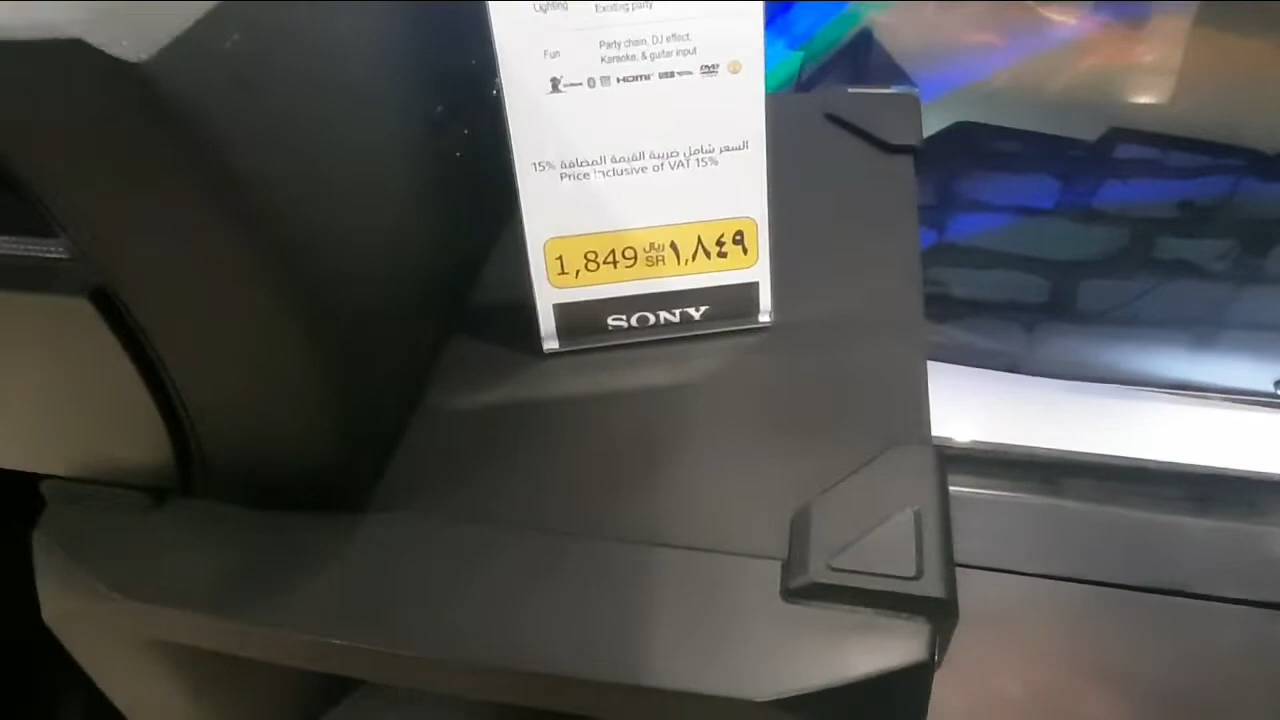 Lighting Exciting party
Fun Party chain, DJ effect,
Karaoke, & guitar input
HDMI USB DVD
السعر شامل ضريبة القيمة المضافة 15%
Price Inclusive of VAT 15%
1,849 ريال SR ١,٨٤٩
SONY